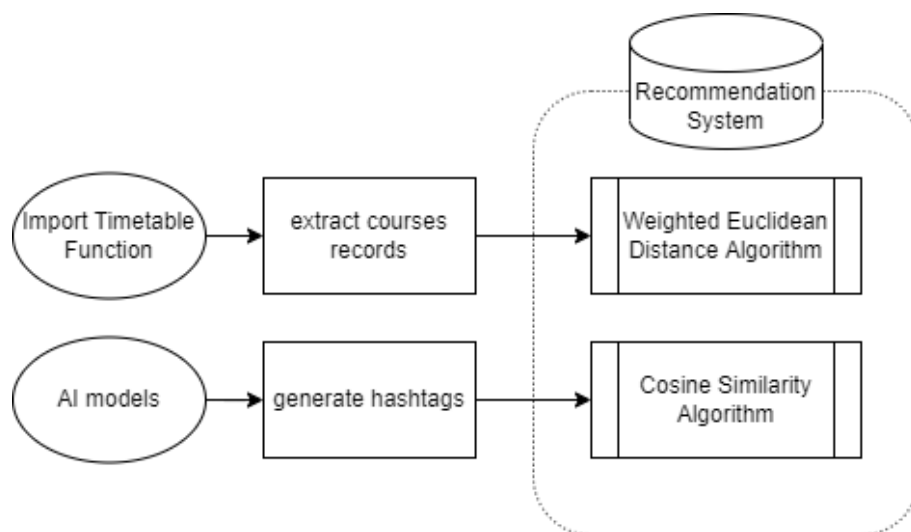 Recommendation
System
Import Timetable
Function
extract courses
records
Weighted Euclidean
Distance Algorithm
AI models
generate hashtags
Cosine Similarity
Algorithm